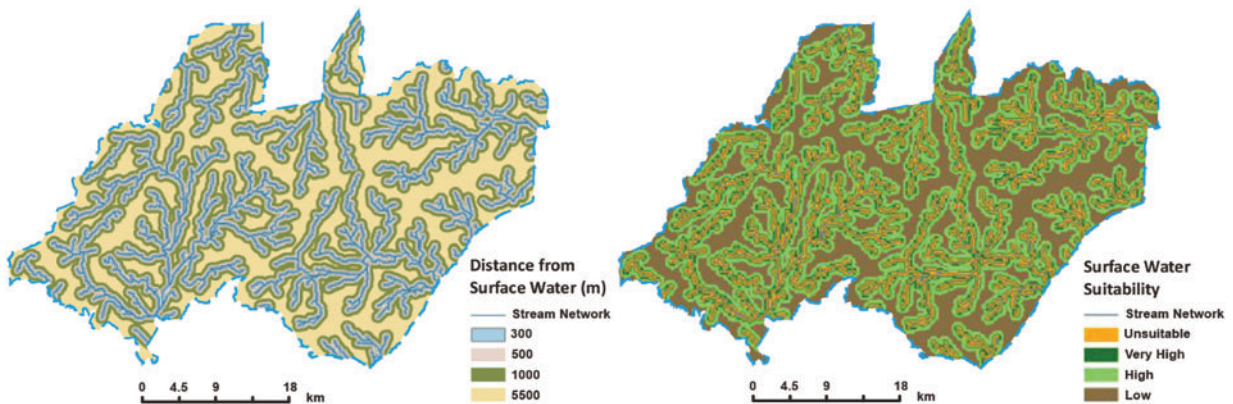 Distance from
Surface Water (m)
Stream Network
300
500
1000
5500
0 4.5 9 18
km
Surface Water
Suitability
Stream Network
Unsuitable
Very High
High
Low
0 4.5 9 18
km